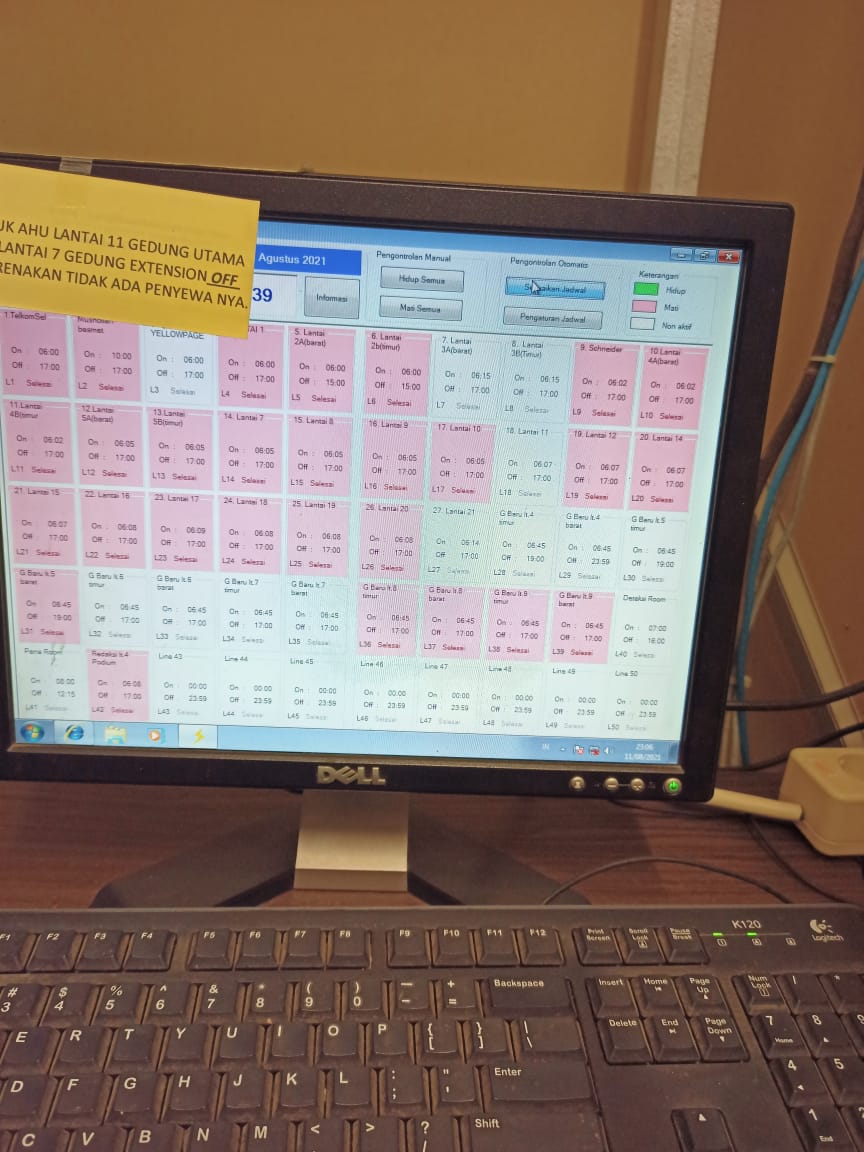 UK AHU LANTAI 11 GEDUNG UTAMA
LANTAI 7 GEDUNG EXTENSION OFF
RENAKAN TIDAK ADA PENYEWA NYA.
Agustus 2021
39
Informasi
Pengontrolan Manual
Hidup Semua
Mati Semua
Pengontrolan Otomatis
Jadwal
Pengaturan Jadwal
Keterangan
Hidup
Mati
Non aktif
1.TelkomSel
On : 06:00
Off : 17:00
L1 Selesai
basmet
On : 10:00
Off : 17:00
L2 Selesai
YELLOWPAGE
On : 06:00
Off : 17:00
L3 Selesai
TAI 1
On : 06:00
Off : 17:00
L4 Selesai
5. Lantai 2A(barat)
On : 06:00
Off : 15:00
L5 Selesai
6. Lantai 2b(timur)
On : 06:00
Off : 15:00
L6 Selesai
7. Lantai 3A(barat)
On : 06:15
Off : 17:00
L7 Selesai
8. Lantai 3B(Timur)
On : 06:15
Off : 17:00
L8 Selesai
9. Schneider
On : 06:02
Off : 17:00
L9 Selesai
10.Lantai 4A(barat)
On : 06:02
Off : 17:00
L10 Selesai
11.Lantai 4B(timur
On : 06:02
Off : 17:00
L11 Selesai
12.Lantai 5A(barat)
On : 06:05
Off : 17:00
L12 Selesai
13.Lantai 5B(timur)
On : 06:05
Off : 17:00
L13 Selesai
14. Lantai 7
On : 06:05
Off : 17:00
L14 Selesai
15. Lantai 8
On : 06:05
Off : 17:00
L15 Selesai
16. Lantai 9
On : 06:05
Off : 17:00
L16 Selesai
17. Lantai 10
On : 06:05
Off : 17:00
L17 Selesai
18. Lantai 11
On : 06:07
Off : 17:00
L18 Selesai
19. Lantai 12
On : 06:07
Off : 17:00
L19 Selesai
20. Lantai 14
On : 06:07
Off : 17:00
L20 Selesai
21. Lantai 15
On : 06:07
Off : 17:00
L21 Selesai
22. Lantai 16
On : 06:08
Off : 17:00
L22 Selesai
23. Lantai 17
On : 06:09
Off : 17:00
L23 Selesai
24. Lantai 18
On : 06:08
Off : 17:00
L24 Selesai
25. Lantai 19
On : 06:08
Off : 17:00
L25 Selesai
26. Lantai 20
On : 06:08
Off : 17:00
L26 Selesai
27. Lantai 21
On : 06:14
Off : 17:00
L27 Selesai
G Baru lt.4 timur
On : 06:45
Off : 19:00
L28 Selesai
G Baru lt.4 barat
On : 06:45
Off : 23:59
L29 Selesai
G Baru lt.5 timur
On : 06:45
Off : 19:00
L30 Selesai
G Baru lt.5 barat
On : 06:45
Off : 19:00
L31 Selesai
G Baru lt.6 timur
On : 06:45
Off : 17:00
L32 Selesai
G Baru lt.6 barat
On : 06:45
Off : 17:00
L33 Selesai
G Baru lt.7 timur
On : 06:45
Off : 17:00
L34 Selesai
G Baru lt.7 barat
On : 06:45
Off : 17:00
L35 Selesai
G Baru lt.8 timur
On : 06:45
Off : 17:00
L36 Selesai
G Baru lt.8 barat
On : 06:45
Off : 17:00
L37 Selesai
G Baru lt.9 timur
On : 06:45
Off : 17:00
L38 Selesai
G Baru lt.9 barat
On : 06:45
Off : 17:00
L39 Selesai
Room
On : 07:00
Off : 16:00
L40 Selesai
Room
On : 08:00
Off : 12:15
L41 Selesai
Redaksi lt.4 Podium
On : 06:08
Off : 17:00
L42 Selesai
Line 43
On : 00:00
Off : 23:59
L43 Selesai
Line 44
On : 00:00
Off : 23:59
L44 Selesai
Line 45
On : 00:00
Off : 23:59
L45 Selesai
Line 46
On : 00:00
Off : 23:59
L46 Selesai
Line 47
On : 00:00
Off : 23:59
L47 Selesai
Line 48
On : 00:00
Off 23:59
L48 Selesai
Line 49
On : 00:00
Off 23:59
L49 Selesai
Line 50
On : 00:00
Off 23:59
L50 Selesai
IN
23:06
11/08/2021
DELL
K120
Logitech
F1 F2 F3 F4 F5 F6 F7 F8 F9 F10 F11 F12 Print Screen Scroll Lock Pause Break
# 3 $ 4 % 5 ^ 6 & 7 * 8 ( 9 ) 0 — - + = Backspace Insert Home Page Up Num Lock / *
E R T Y U I O P { [ } ] | \ Delete End Page Down 7 Home 8 9
D F G H J K L : ; " ' Enter 4 5
C V B N M < > ? / Shift 1 End